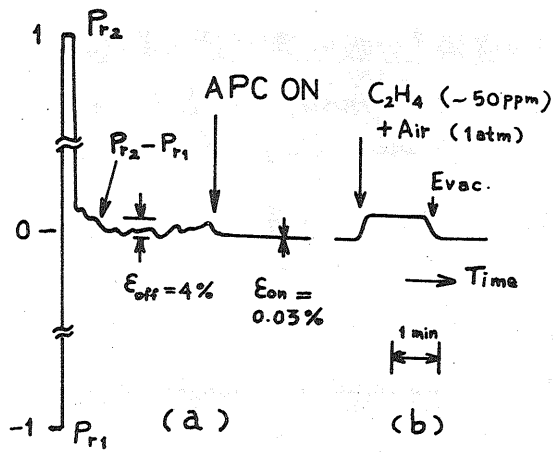 1 Pr2
APC ON
C2H4 (~50ppm)
+ Air (1atm)
Pr2-Pr1
Evac.
0
εoff=4%
εon=
0.03%
Time
1 min
-1 Pr1
(a)
(b)